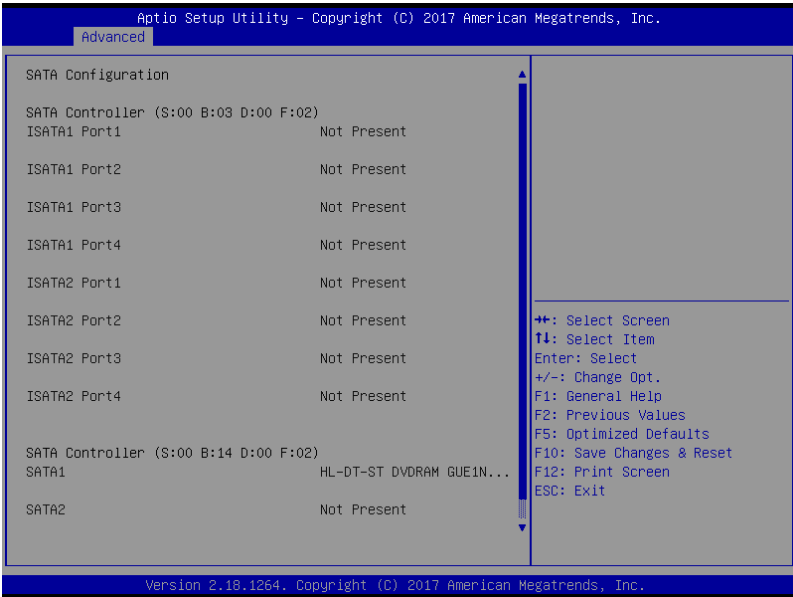 Aptio Setup Utility – Copyright (C) 2017 American Megatrends, Inc.
Advanced
SATA Configuration
SATA Controller (S:00 B:03 D:00 F:02)
ISATA1 Port1 Not Present
ISATA1 Port2 Not Present
ISATA1 Port3 Not Present
ISATA1 Port4 Not Present
ISATA2 Port1 Not Present
ISATA2 Port2 Not Present
ISATA2 Port3 Not Present
ISATA2 Port4 Not Present
SATA Controller (S:00 B:14 D:00 F:02)
SATA1 HL-DT-ST DVDRAM GUE1N...
SATA2 Not Present
→←: Select Screen
↑↓: Select Item
Enter: Select
+/-: Change Opt.
F1: General Help
F2: Previous Values
F5: Optimized Defaults
F10: Save Changes & Reset
F12: Print Screen
ESC: Exit
Version 2.18.1264. Copyright (C) 2017 American Megatrends, Inc.